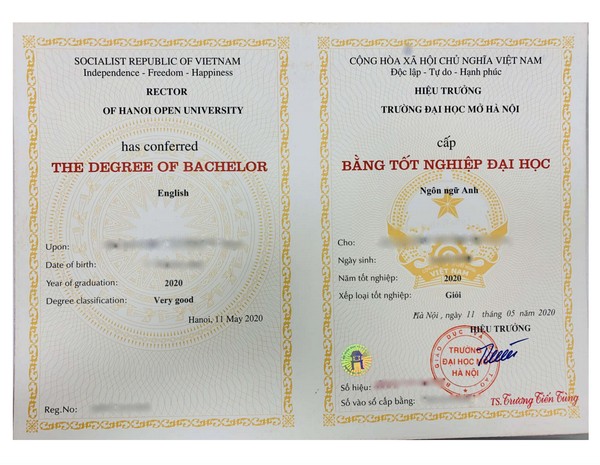 SOCIALIST REPUBLIC OF VIETNAM
Independence - Freedom - Happiness
RECTOR
OF HANOI OPEN UNIVERSITY
has conferred
THE DEGREE OF BACHELOR
English
Upon:
Date of birth:
Year of graduation: 2020
Degree classification: Very good
Hanoi, 11 May 2020
Reg.No:
CỘNG HÒA XÃ HỘI CHỦ NGHĨA VIỆT NAM
Độc lập - Tự do - Hạnh phúc
HIỆU TRƯỞNG
TRƯỜNG ĐẠI HỌC MỞ HÀ NỘI
cấp
BẰNG TỐT NGHIỆP ĐẠI HỌC
Ngôn ngữ Anh
Cho:
Ngày sinh:
VIỆT NAM
Năm tốt nghiệp: 2020
Xếp loại tốt nghiệp: Giỏi
Hà Nội, ngày 11 tháng 05 năm 2020
HIỆU TRƯỞNG
TRƯỜNG
ĐẠI HỌC
HÀ NỘI
Số hiệu:
Số vào sổ cấp bằng:
TS. Trương Tiến Tùng